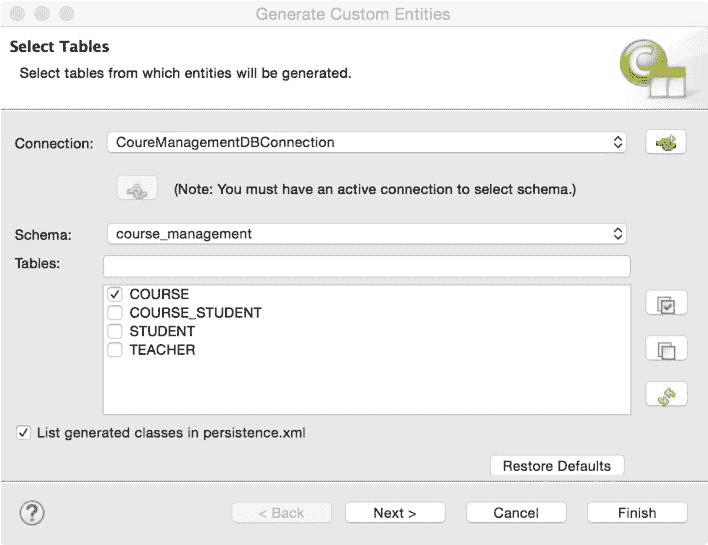 Generate Custom Entities
Select Tables
Select tables from which entities will be generated.
Connection: CoureManagementDBConnection
(Note: You must have an active connection to select schema.)
Schema: course_management
Tables:
COURSE
COURSE_STUDENT
STUDENT
TEACHER
List generated classes in persistence.xml
Restore Defaults
? < Back Next > Cancel Finish